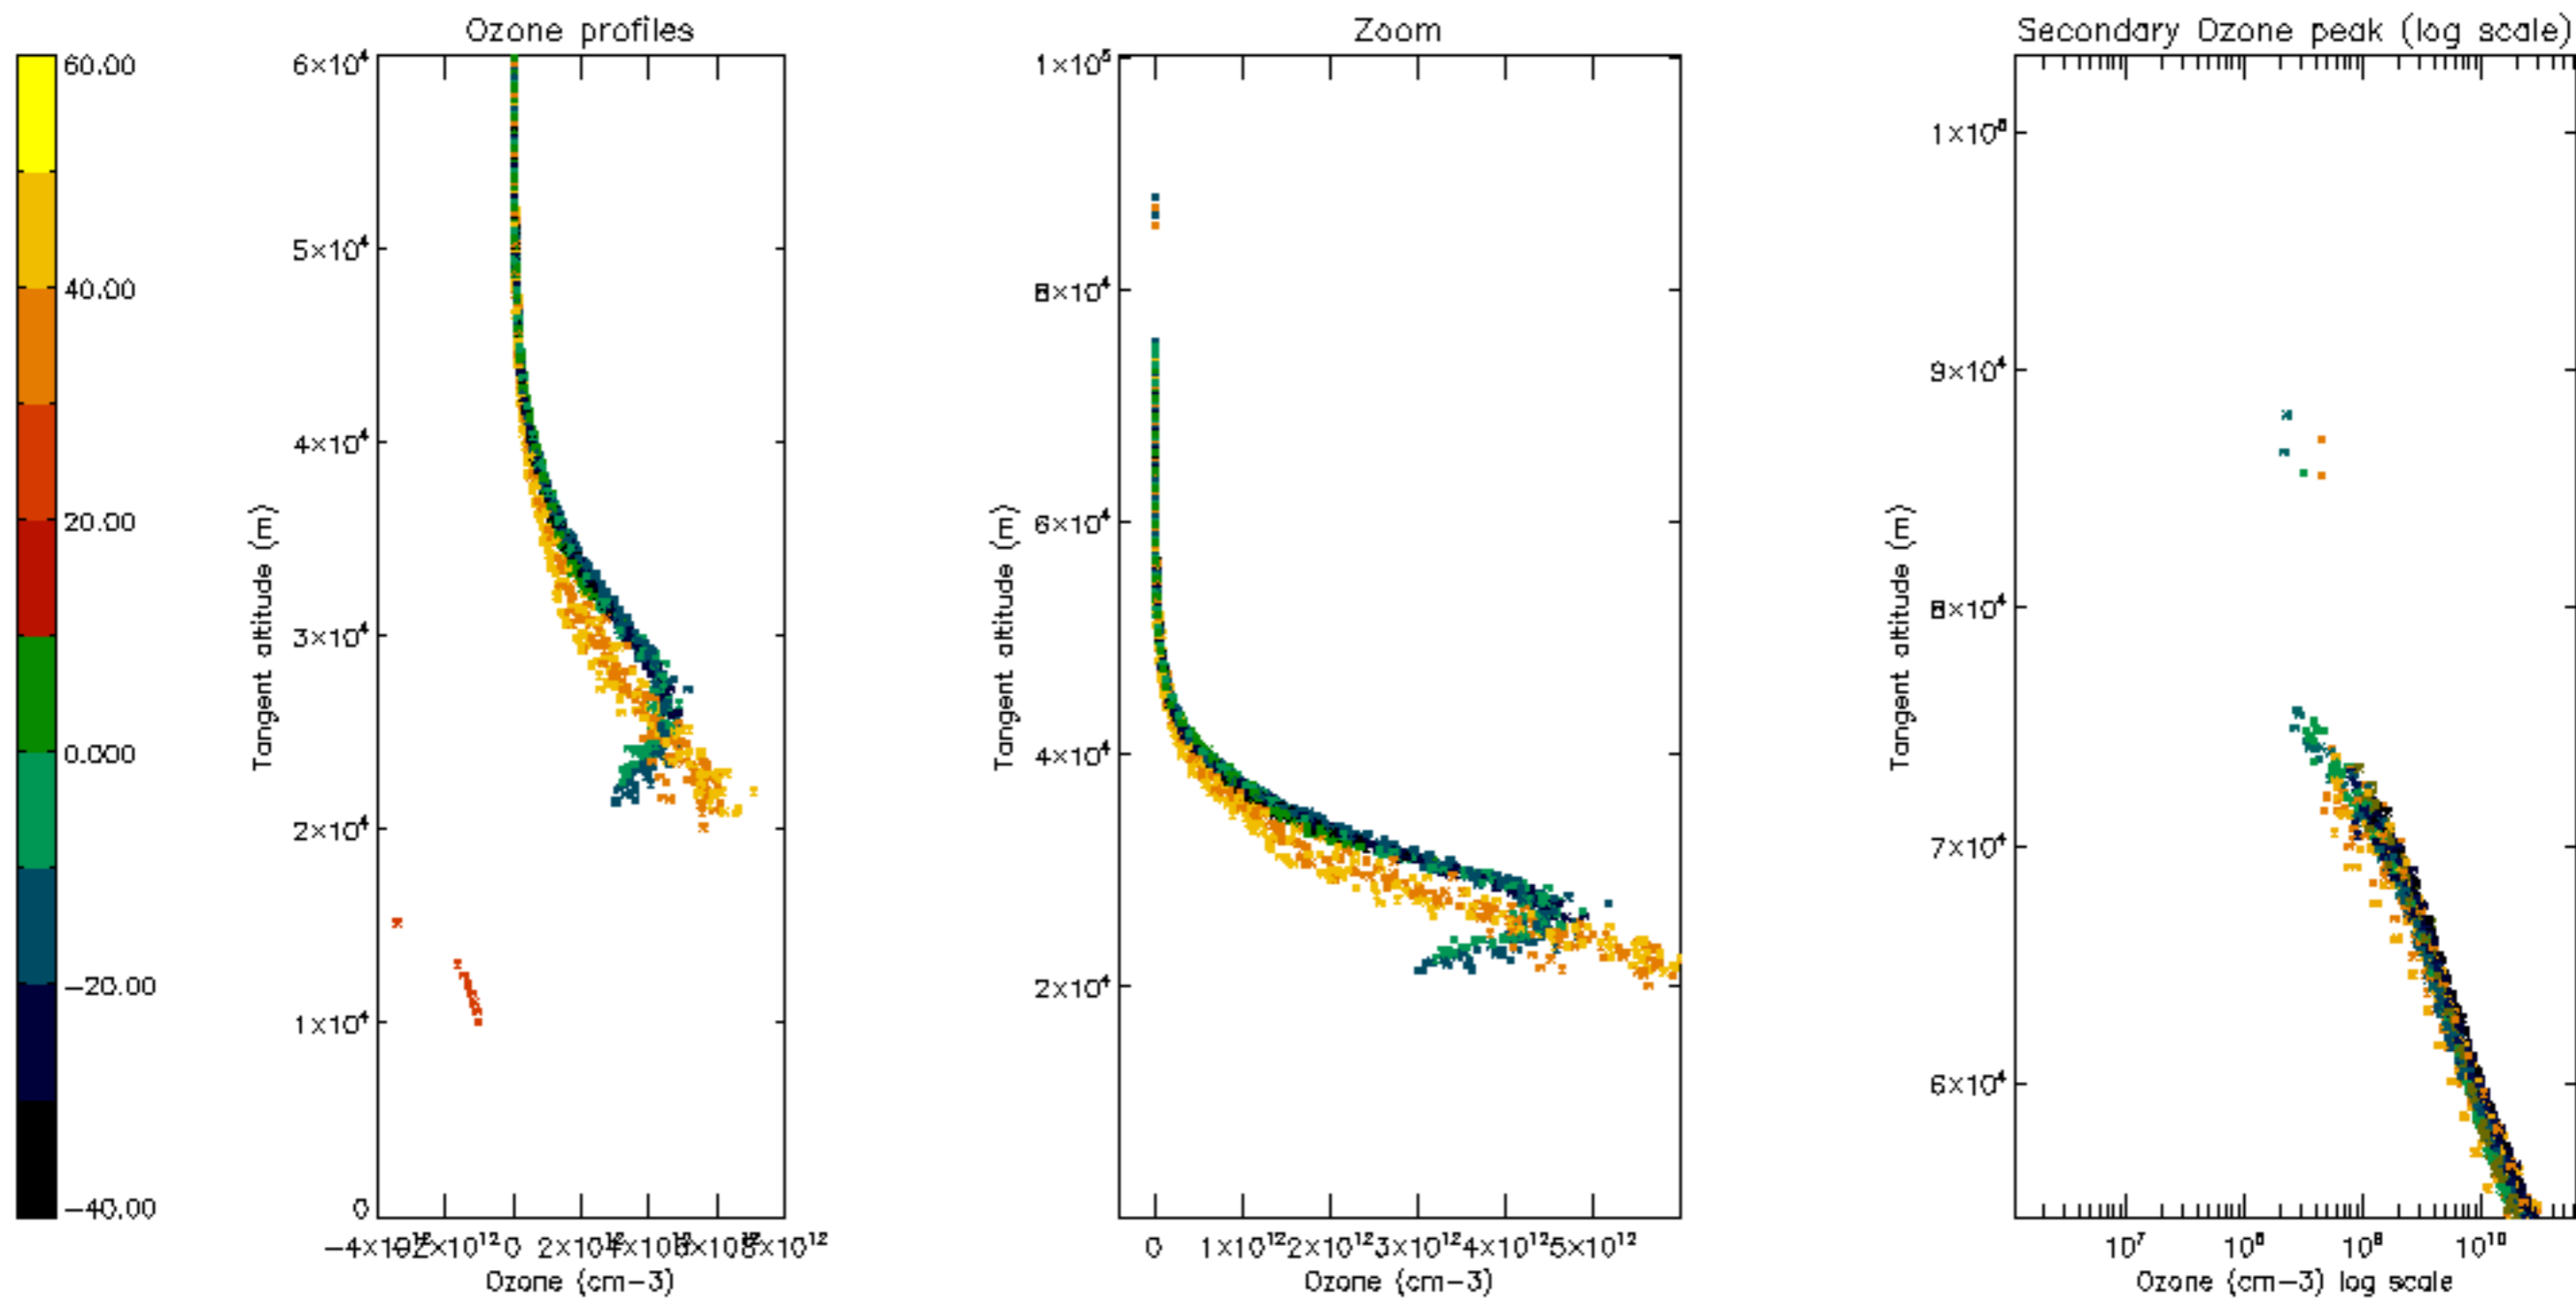 Ozone profiles
Zoom
Secondary Ozone peak (log scale)
60.00
40.00
20.00
0.000
-20.00
-40.00
6×10⁴
5×10⁴
4×10⁴
3×10⁴
2×10⁴
1×10⁴
0
Tangent altitude (m)
0
Ozone (cm-3)
1×10⁵
8×10⁴
6×10⁴
4×10⁴
2×10⁴
Tangent altitude (m)
0 1×10¹² 2×10¹² 3×10¹² 4×10¹² 5×10¹²
Ozone (cm-3)
9×10⁴
8×10⁴
7×10⁴
6×10⁴
Tangent altitude (m)
10⁷ 10⁸ 10⁹ 10¹⁰
Ozone (cm-3) log scale